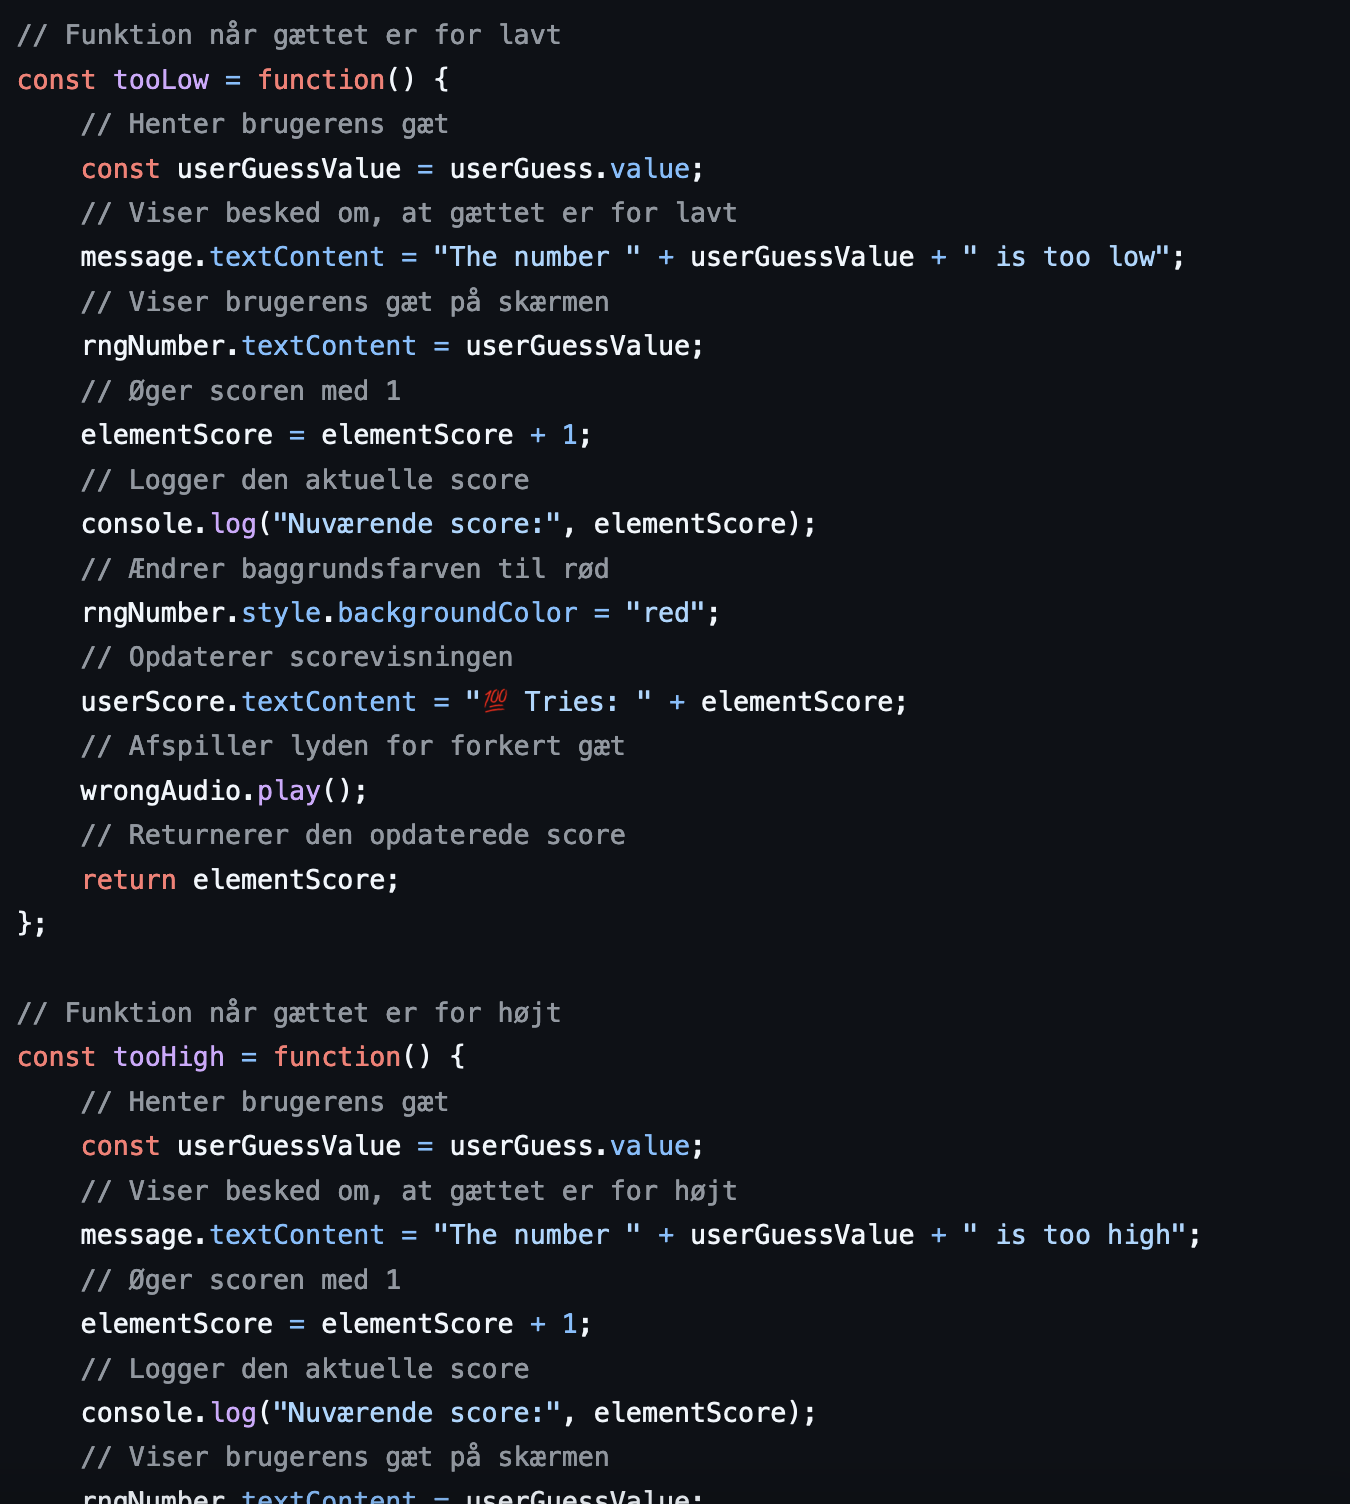 // Funktion når gættet er for lavt
const tooLow = function() {
    // Henter brugerens gæt
    const userGuessValue = userGuess.value;
    // Viser besked om, at gættet er for lavt
    message.textContent = "The number " + userGuessValue + " is too low";
    // Viser brugerens gæt på skærmen
    rngNumber.textContent = userGuessValue;
    // Øger scoren med 1
    elementScore = elementScore + 1;
    // Logger den aktuelle score
    console.log("Nuværende score:", elementScore);
    // Ændrer baggrundsfarven til rød
    rngNumber.style.backgroundColor = "red";
    // Opdaterer scorevisningen
    userScore.textContent = "💯 Tries: " + elementScore;
    // Afspiller lyden for forkert gæt
    wrongAudio.play();
    // Returnerer den opdaterede score
    return elementScore;
};

// Funktion når gættet er for højt
const tooHigh = function() {
    // Henter brugerens gæt
    const userGuessValue = userGuess.value;
    // Viser besked om, at gættet er for højt
    message.textContent = "The number " + userGuessValue + " is too high";
    // Øger scoren med 1
    elementScore = elementScore + 1;
    // Logger den aktuelle score
    console.log("Nuværende score:", elementScore);
    // Viser brugerens gæt på skærmen
    rngNumber.textContent = userGuessValue;